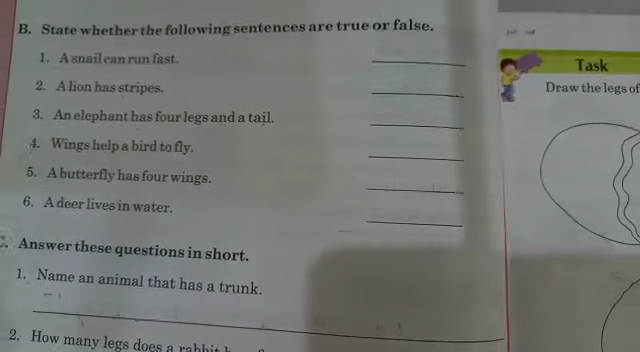 B. State whether the following sentences are true or false.
1. A snail can run fast.
2. A lion has stripes.
3. An elephant has four legs and a tail.
4. Wings help a bird to fly.
5. A butterfly has four wings.
6. A deer lives in water.
C. Answer these questions in short.
1. Name an animal that has a trunk.
2. How many legs does a rabbit
Task
Draw the legs of